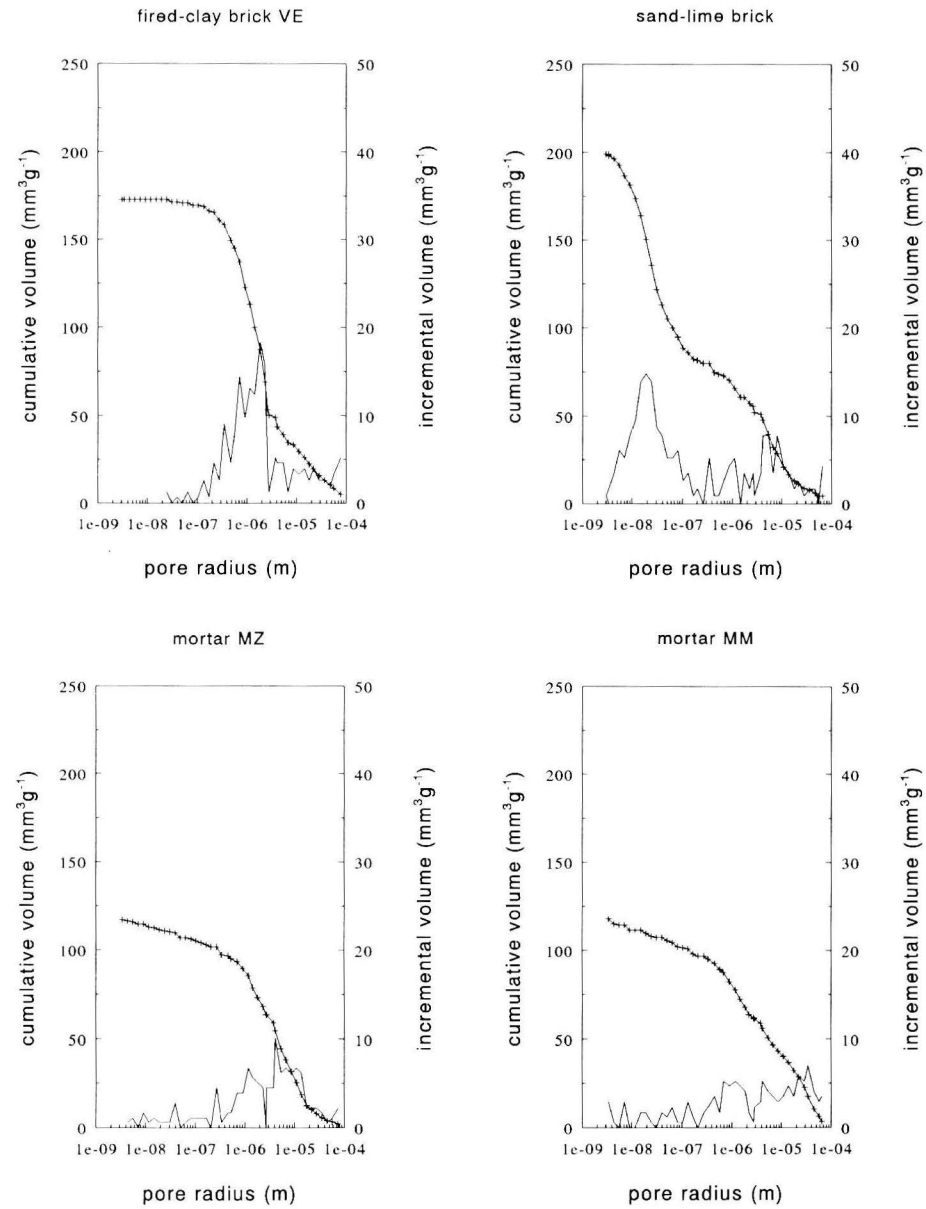 fired-clay brick VE
250
200
150
100
50
0
50
40
30
20
10
0
cumulative volume (mm³g⁻¹)
incremental volume (mm³g⁻¹)
1e-09 1e-08 1e-07 1e-06 1e-05 1e-04
pore radius (m)
sand-lime brick
250
200
150
100
50
0
50
40
30
20
10
0
cumulative volume (mm³g⁻¹)
incremental volume (mm³g⁻¹)
1e-09 1e-08 1e-07 1e-06 1e-05 1e-04
pore radius (m)
mortar MZ
250
200
150
100
50
0
50
40
30
20
10
0
cumulative volume (mm³g⁻¹)
incremental volume (mm³g⁻¹)
1e-09 1e-08 1e-07 1e-06 1e-05 1e-04
pore radius (m)
mortar MM
250
200
150
100
50
0
50
40
30
20
10
0
cumulative volume (mm³g⁻¹)
incremental volume (mm³g⁻¹)
1e-09 1e-08 1e-07 1e-06 1e-05 1e-04
pore radius (m)